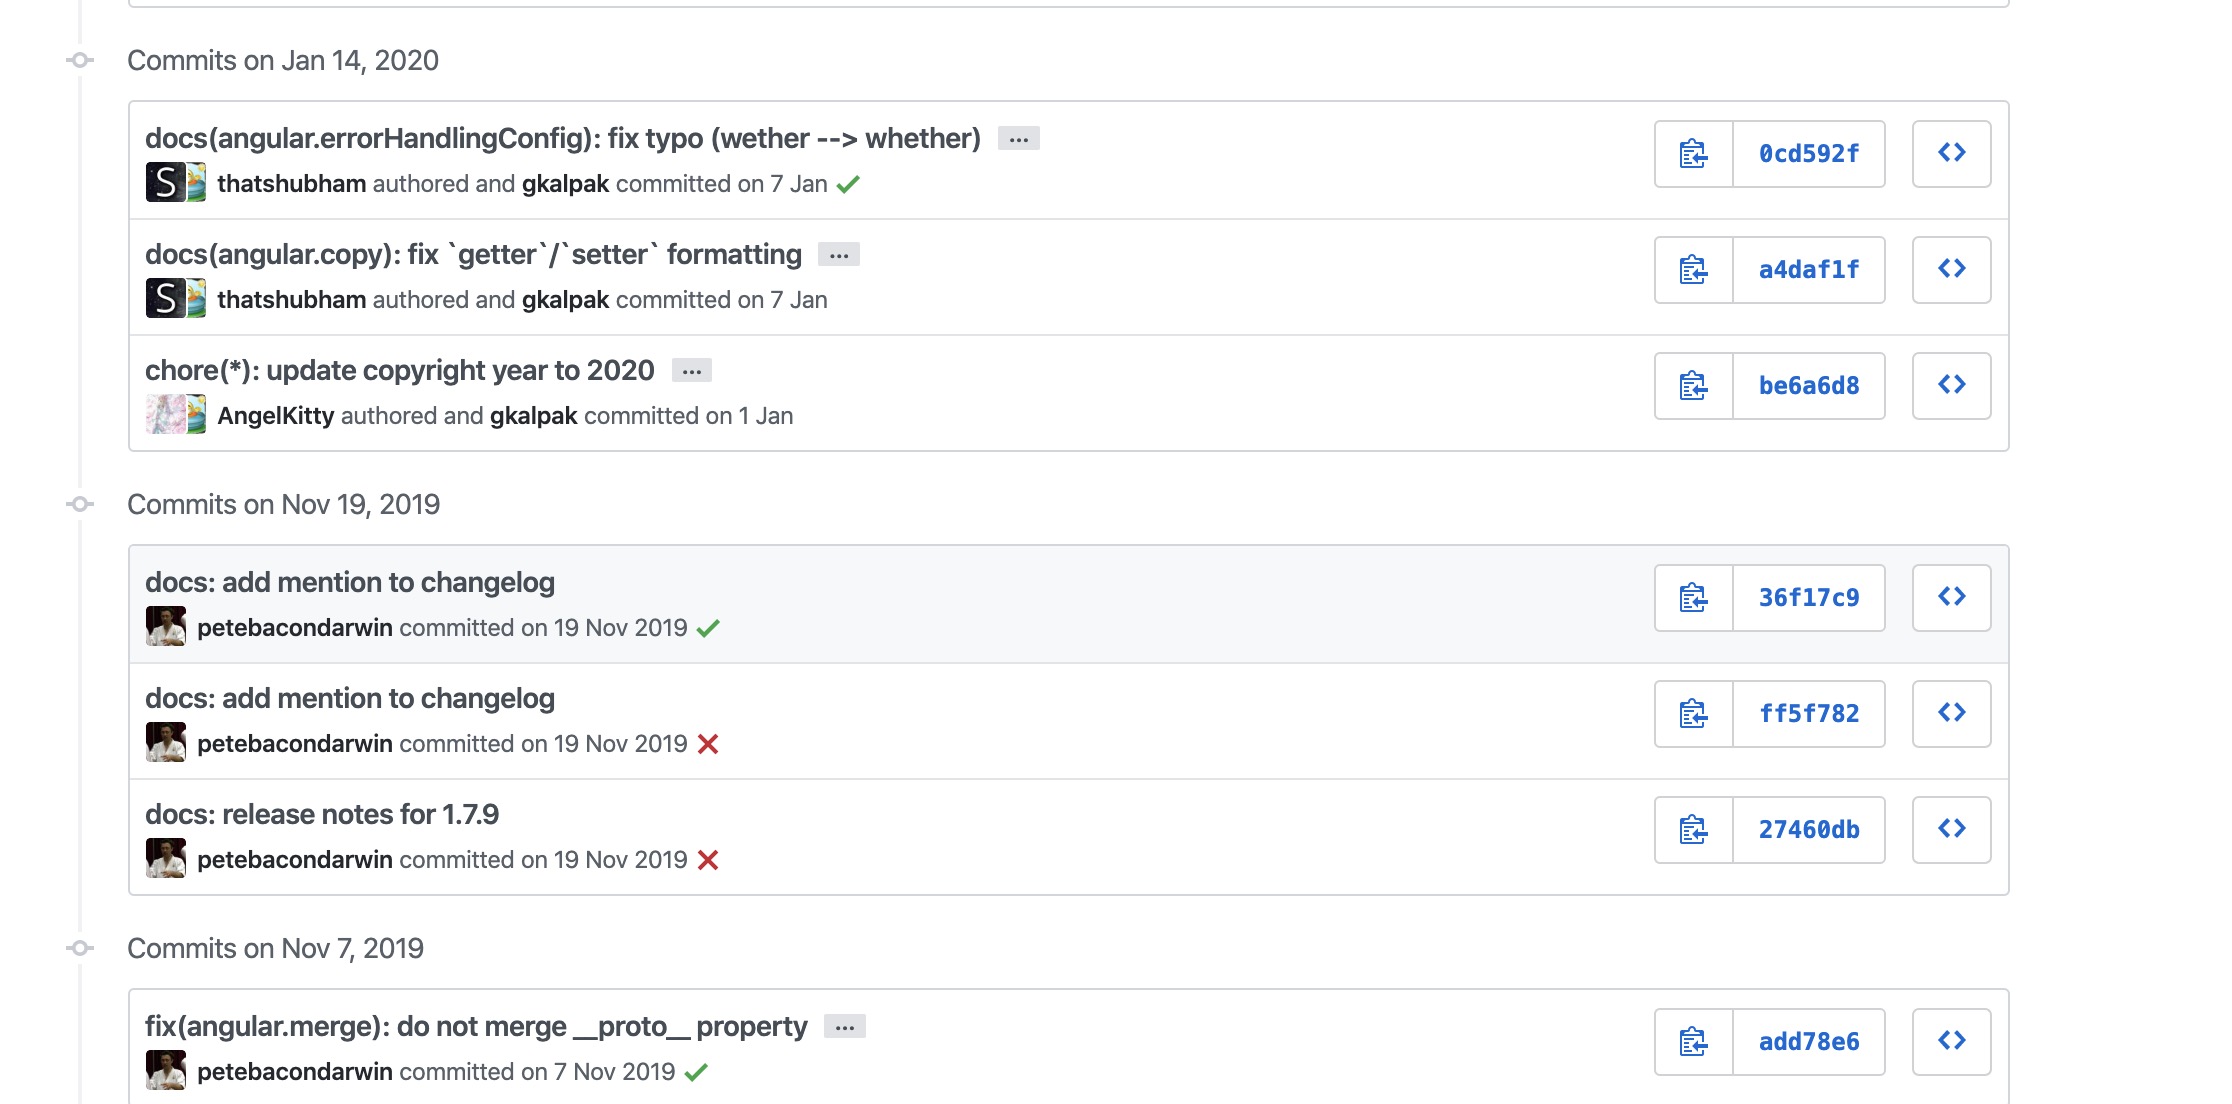 Commits on Jan 14, 2020
docs(angular.errorHandlingConfig): fix typo (wether --> whether) ...
0cd592f
S thatshubham authored and gkalpak committed on 7 Jan
docs(angular.copy): fix `getter`/`setter` formatting ...
a4daf1f
S thatshubham authored and gkalpak committed on 7 Jan
chore(*): update copyright year to 2020 ...
be6a6d8
AngelKitty authored and gkalpak committed on 1 Jan
Commits on Nov 19, 2019
docs: add mention to changelog
36f17c9
petebacondarwin committed on 19 Nov 2019
docs: add mention to changelog
ff5f782
petebacondarwin committed on 19 Nov 2019
docs: release notes for 1.7.9
27460db
petebacondarwin committed on 19 Nov 2019
Commits on Nov 7, 2019
fix(angular.merge): do not merge __proto__ property ...
add78e6
petebacondarwin committed on 7 Nov 2019